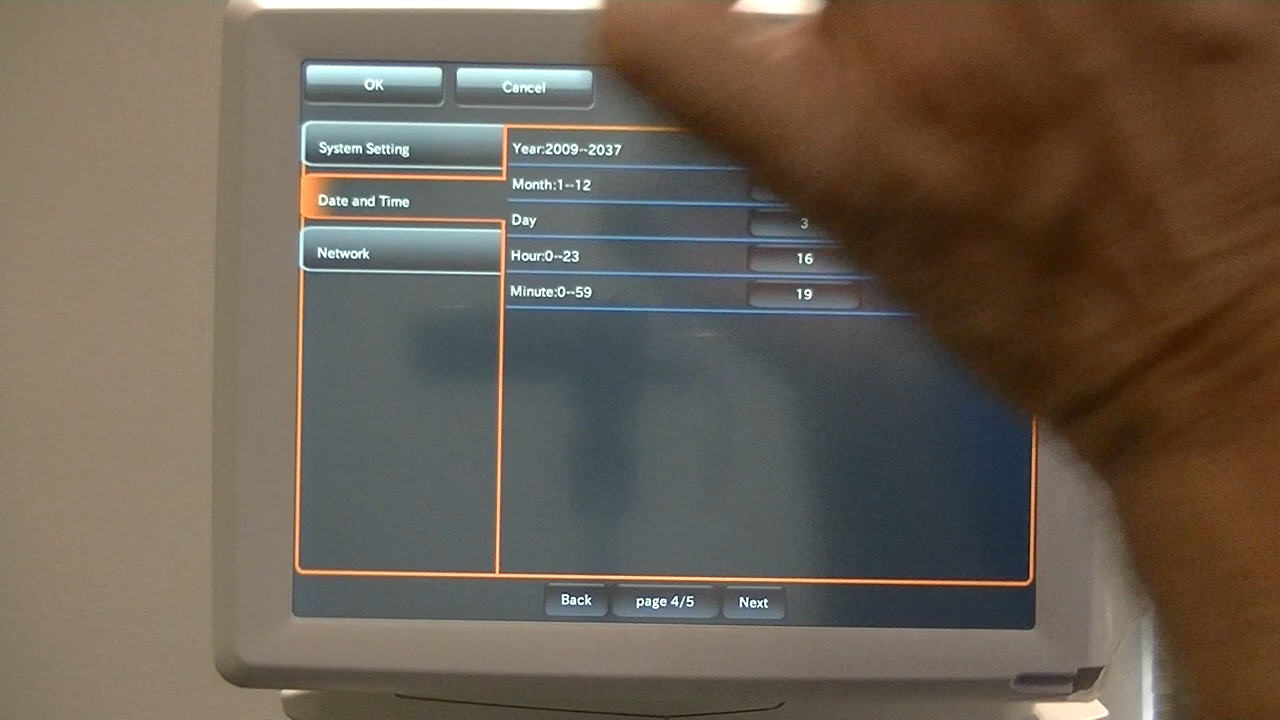 OK Cancel
System Setting
Date and Time
Network
Year:2009--2037
Month:1--12
Day 3
Hour:0--23 16
Minute:0--59 19
Back page 4/5 Next